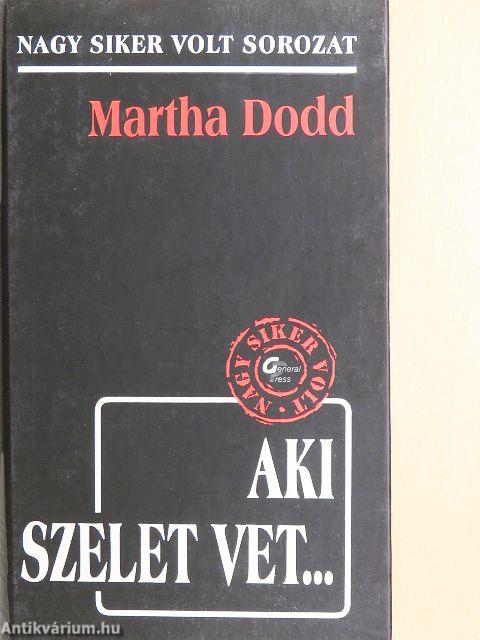 NAGY SIKER VOLT SOROZAT
Martha Dodd
NAGY SIKER VOLT •
General
Press
AKI
SZELET VET...
Antikvárium.hu